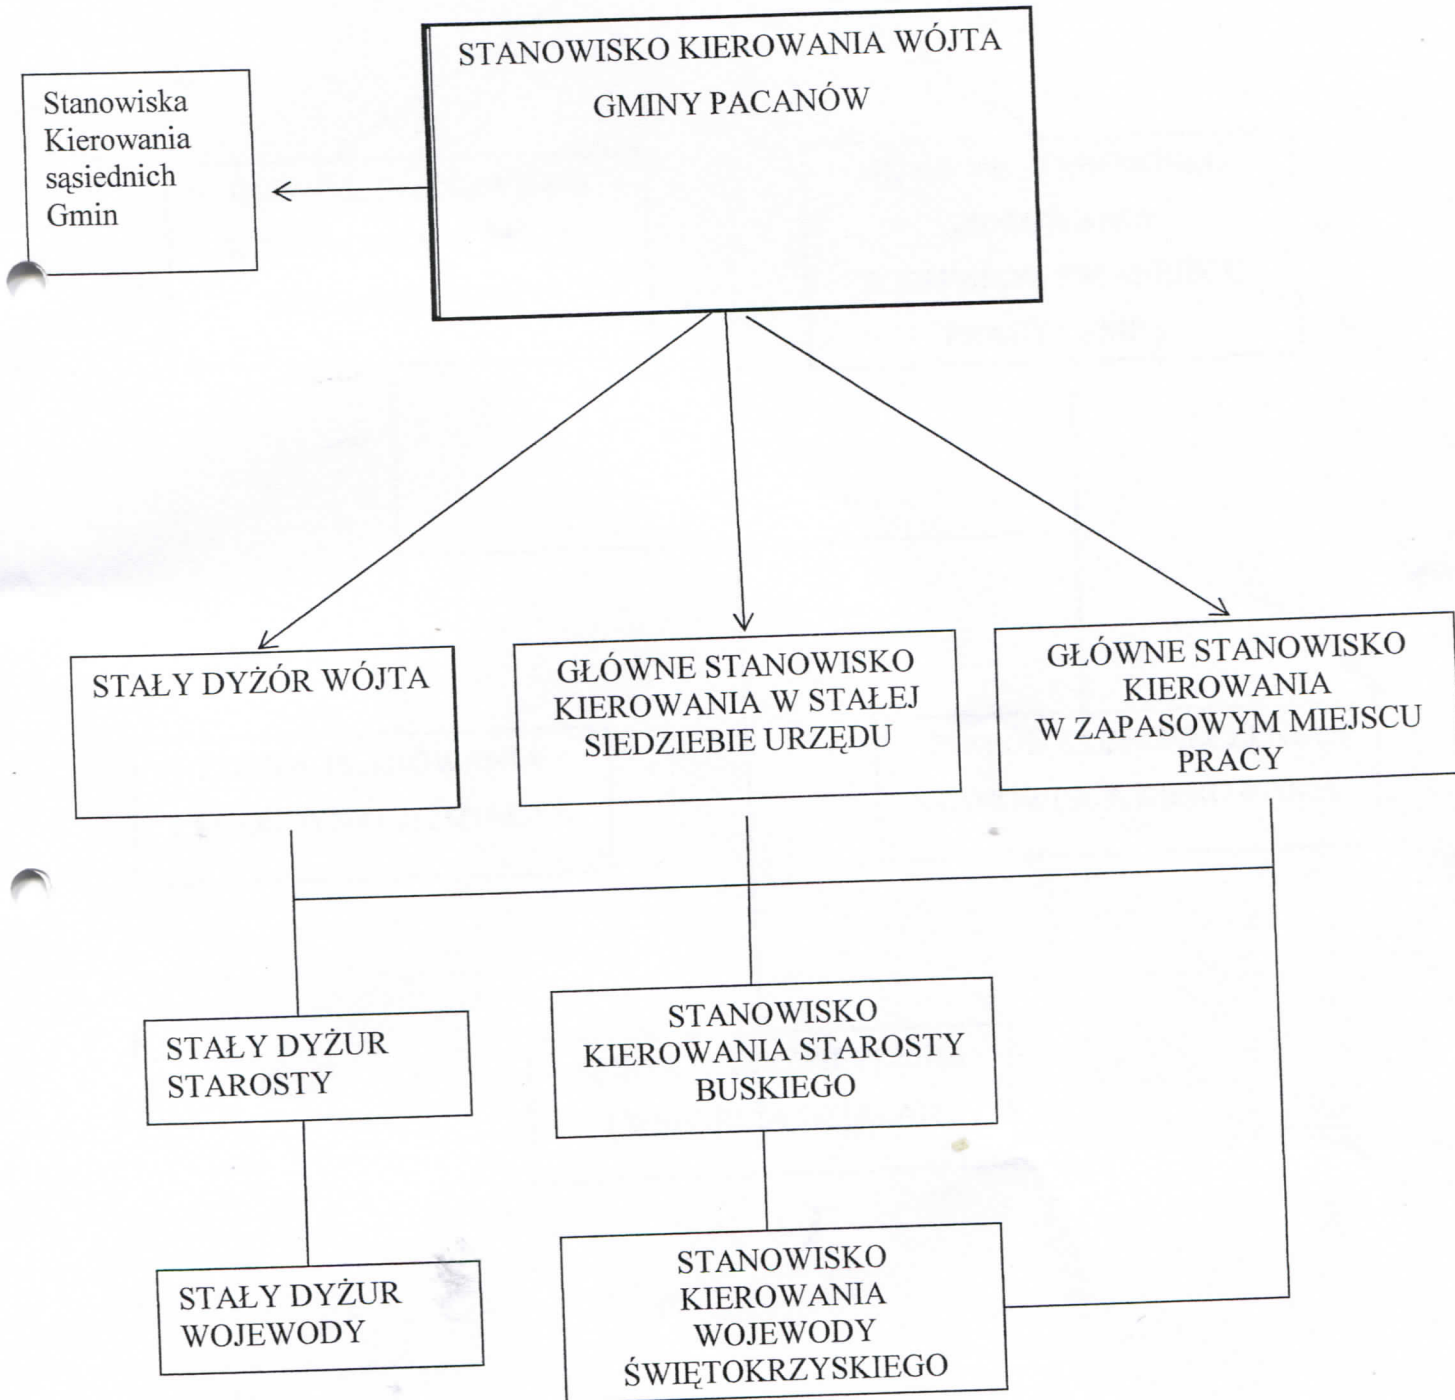 STANOWISKO KIEROWANIA WÓJTA
GMINY PACANÓW
Stanowiska
Kierowania
sąsiednich
Gmin
STAŁY DYŻÓR WÓJTA
GŁÓWNE STANOWISKO
KIEROWANIA W STAŁEJ
SIEDZIEBIE URZĘDU
GŁÓWNE STANOWISKO
KIEROWANIA
W ZAPASOWYM MIEJSCU
PRACY
STAŁY DYŻUR
STAROSTY
STANOWISKO
KIEROWANIA STAROSTY
BUSKIEGO
STAŁY DYŻUR
WOJEWODY
STANOWISKO
KIEROWANIA
WOJEWODY
ŚWIĘTOKRZYSKIEGO